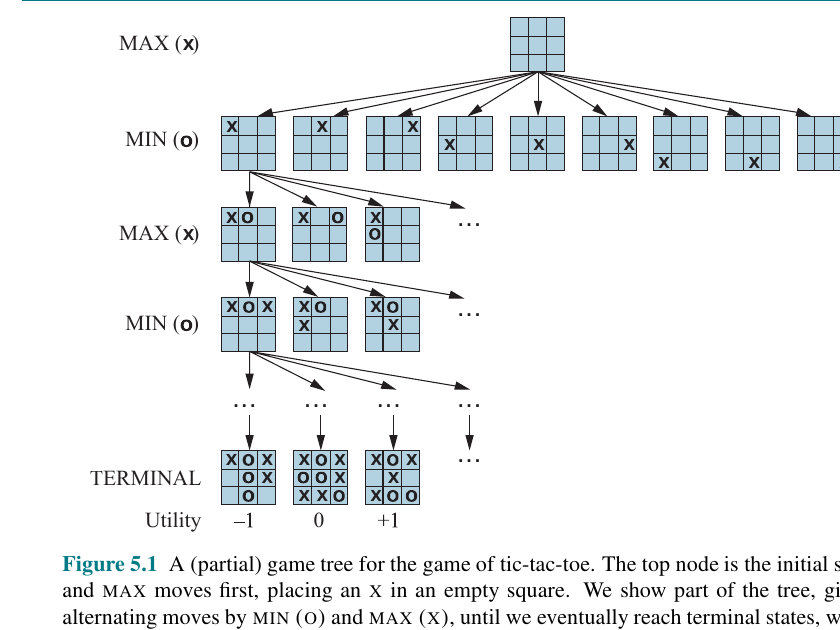 MAX (X)
MIN (O)
X X X X X X X X
MAX (X)
X O X O X ...
O
MIN (O)
X O X X O X O ...
X X
... ... ... ...
TERMINAL
X O X X O X X O X ...
O X O O X X
O X X O X O O
Utility –1 0 +1
Figure 5.1 A (partial) game tree for the game of tic-tac-toe. The top node is the initial
and MAX moves first, placing an X in an empty square. We show part of the tree,
alternating moves by MIN (O) and MAX (X), until we eventually reach terminal states,